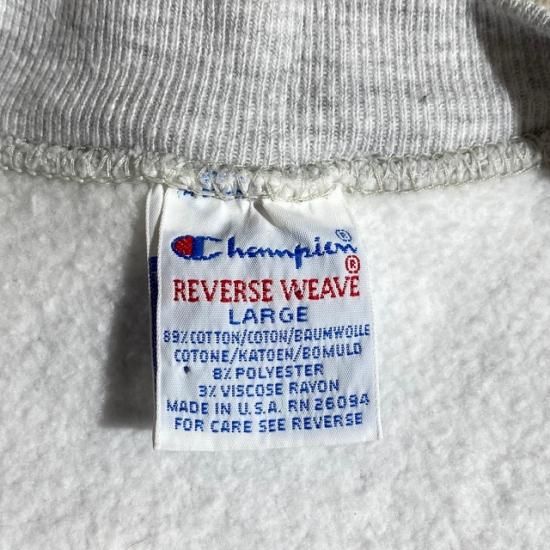 Champion®
REVERSE WEAVE®
LARGE
89% COTTON/COTON/BAUMWOLLE
COTONE/KATOEN/BOMULD
8% POLYESTER
3% VISCOSE RAYON
MADE IN U.S.A. RN 26094
FOR CARE SEE REVERSE